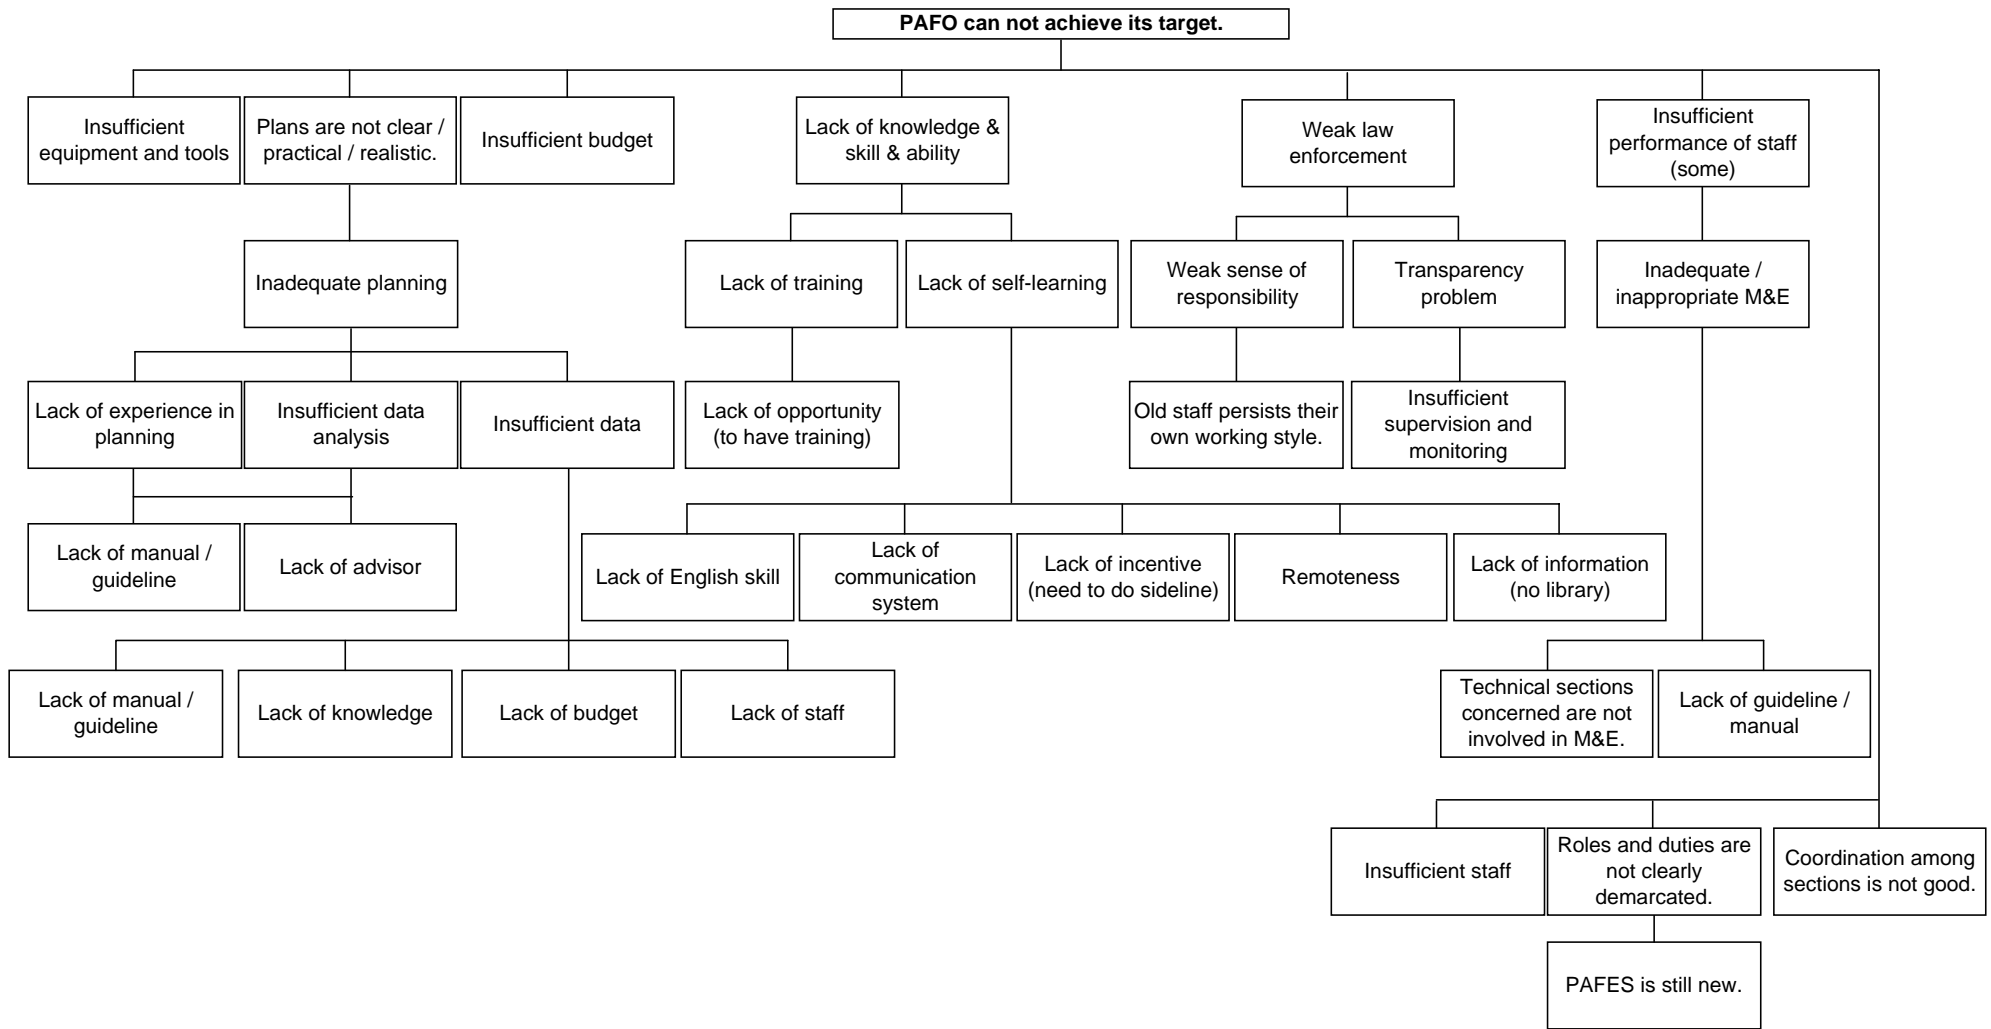 PAFO can not achieve its target.
Insufficient
equipment and tools
Plans are not clear /
practical / realistic.
Insufficient budget
Lack of knowledge &
skill & ability
Weak law
enforcement
Insufficient
performance of staff
(some)
Inadequate planning
Lack of training
Lack of self-learning
Weak sense of
responsibility
Transparency
problem
Inadequate /
inappropriate M&E
Lack of experience in
planning
Insufficient data
analysis
Insufficient data
Lack of opportunity
(to have training)
Old staff persists their
own working style.
Insufficient
supervision and
monitoring
Lack of manual /
guideline
Lack of advisor
Lack of English skill
Lack of
communication
system
Lack of incentive
(need to do sideline)
Remoteness
Lack of information
(no library)
Lack of manual /
guideline
Lack of knowledge
Lack of budget
Lack of staff
Technical sections
concerned are not
involved in M&E.
Lack of guideline /
manual
Insufficient staff
Roles and duties are
not clearly
demarcated.
Coordination among
sections is not good.
PAFES is still new.